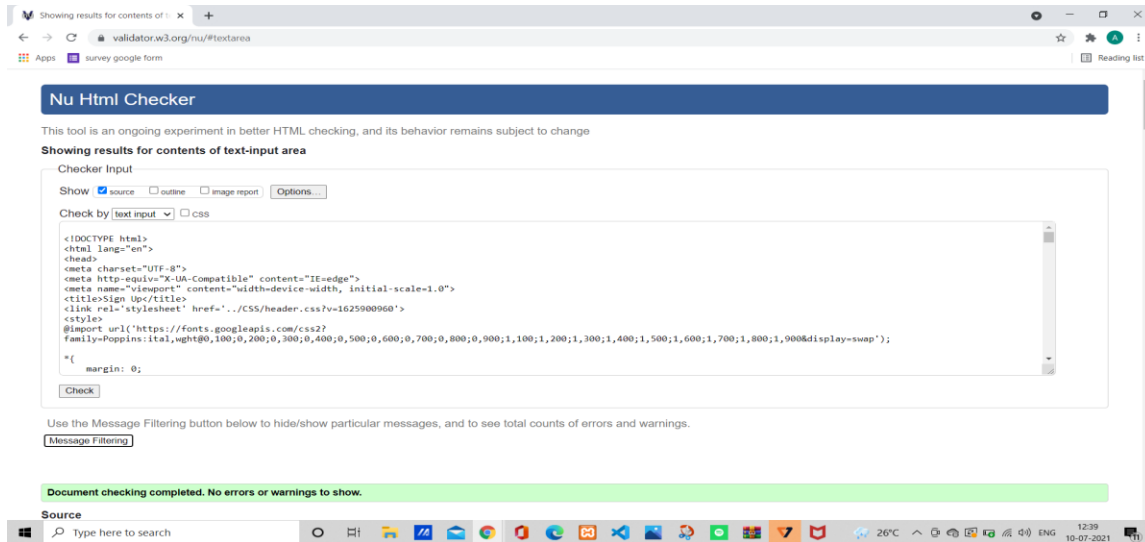 Showing results for contents of t
validator.w3.org/nu/#textarea
A
Apps survey google form Reading list
Nu Html Checker
This tool is an ongoing experiment in better HTML checking, and its behavior remains subject to change
Showing results for contents of text-input area
Checker Input
Show source outline image report Options...
Check by text input css
<!DOCTYPE html>
<html lang="en">
<head>
<meta charset="UTF-8">
<meta http-equiv="X-UA-Compatible" content="IE=edge">
<meta name="viewport" content="width=device-width, initial-scale=1.0">
<title>Sign Up</title>
<link rel='stylesheet' href='../CSS/header.css?v=1625900960'>
<style>
@import url('https://fonts.googleapis.com/css2?
family=Poppins:ital,wght@0,100;0,200;0,300;0,400;0,500;0,600;0,700;0,800;0,900;1,100;1,200;1,300;1,400;1,500;1,600;1,700;1,800;1,900&display=swap');
*{
margin: 0;
Check
Use the Message Filtering button below to hide/show particular messages, and to see total counts of errors and warnings.
Message Filtering
Document checking completed. No errors or warnings to show.
Source
Type here to search 26°C ENG 12:39
10-07-2021